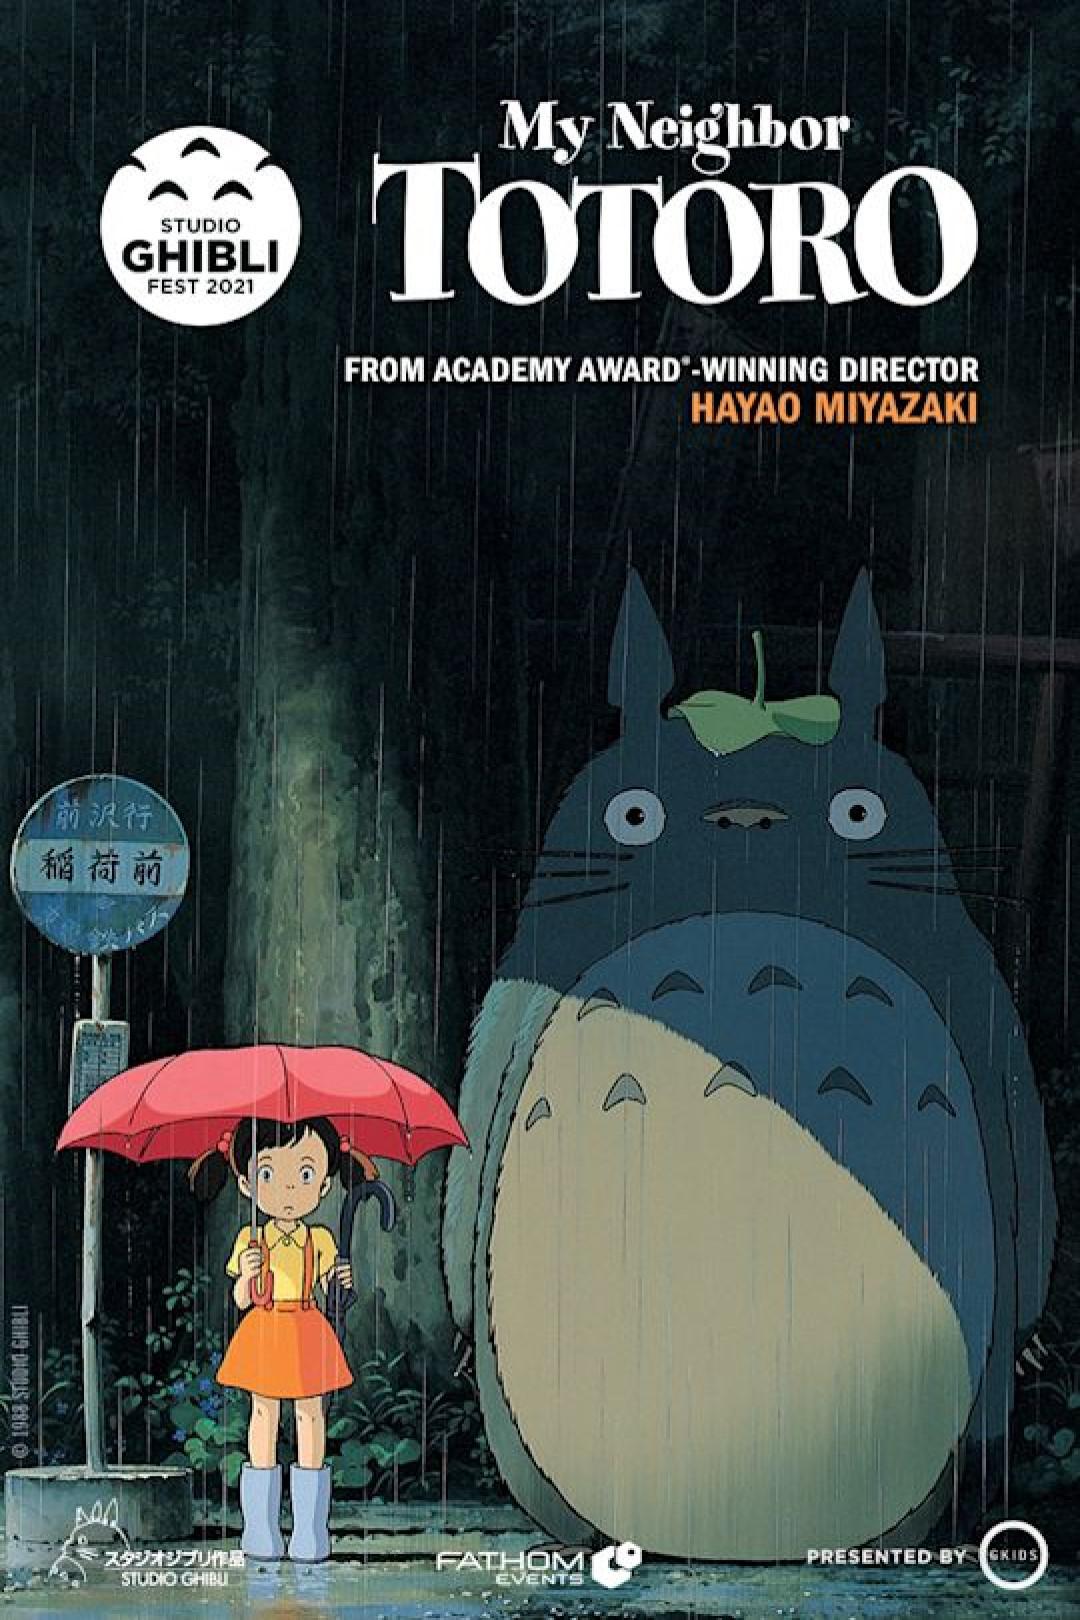 My Neighbor
TOTORO
STUDIO
GHIBLI
FEST 2021
FROM ACADEMY AWARD®-WINNING DIRECTOR
HAYAO MIYAZAKI
前沢行
稲荷前
© 1988 STUDIO GHIBLI
スタジオジブリ作品
STUDIO GHIBLI
FATHOM
EVENTS
PRESENTED BY
GKIDS